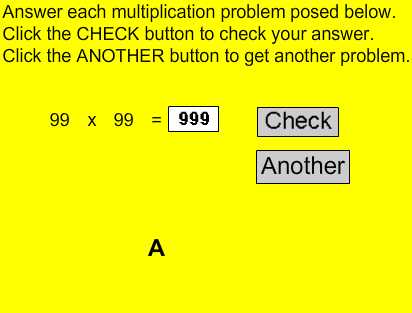 Answer each multiplication problem posed below.
Click the CHECK button to check your answer.
Click the ANOTHER button to get another problem.
99 x 99 = 999 Check
Another
A